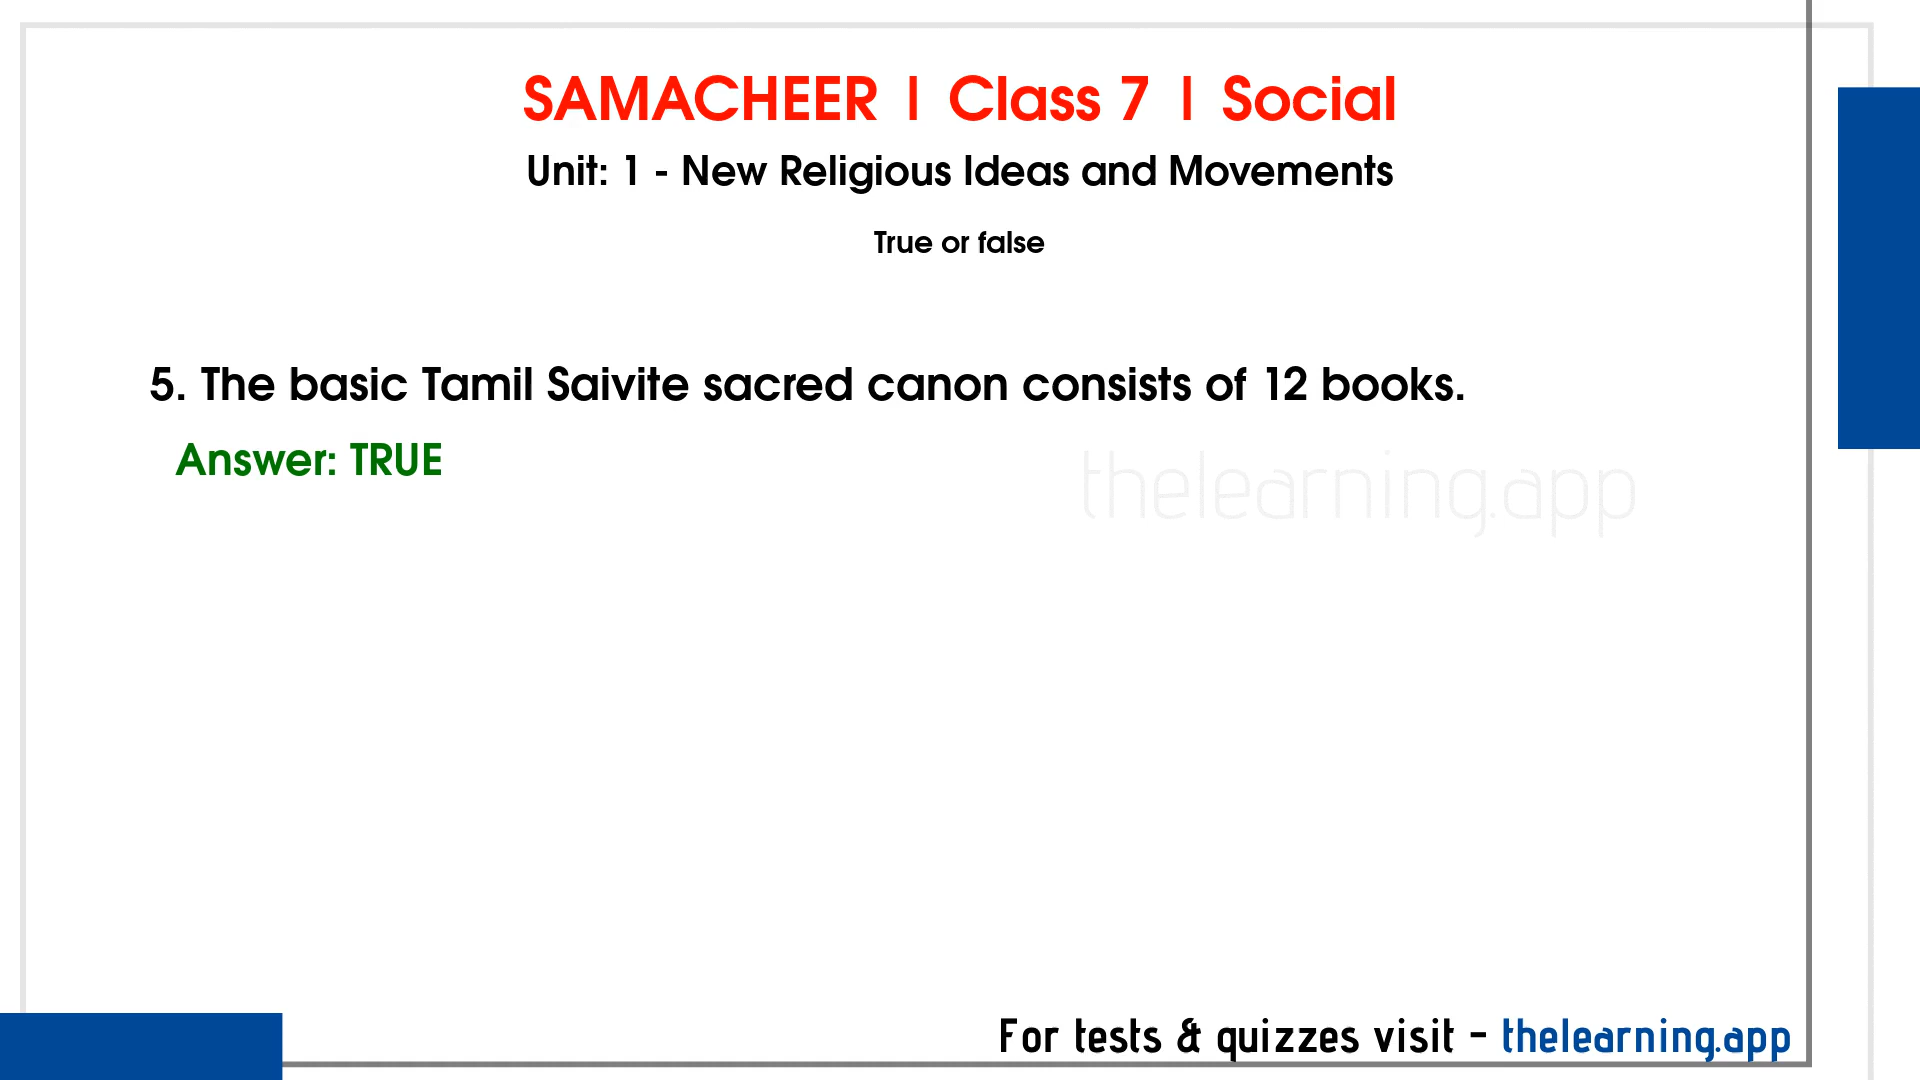 SAMACHEER | Class 7 | Social
Unit: 1 - New Religious Ideas and Movements
True or false
5. The basic Tamil Saivite sacred canon consists of 12 books.
Answer: TRUE
thelearning.app
For tests & quizzes visit - thelearning.app